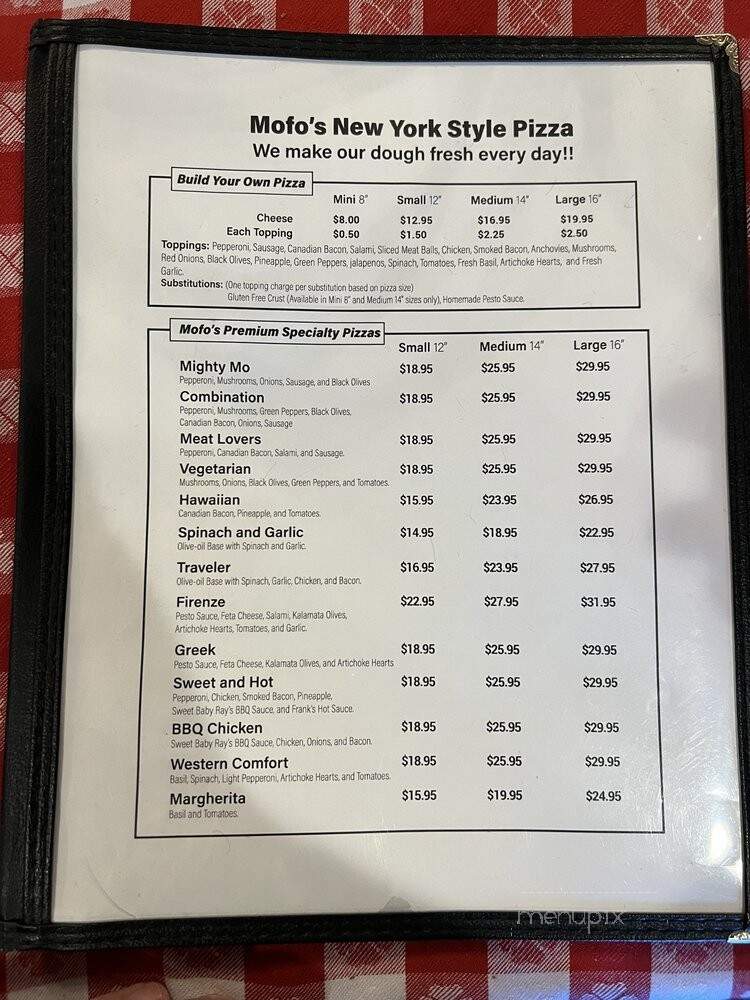 Mofo's New York Style Pizza
We make our dough fresh every day!!
Build Your Own Pizza
Mini 8" Small 12" Medium 14" Large 16"
Cheese $8.00 $12.95 $16.95 $19.95
Each Topping $0.50 $1.50 $2.25 $2.50
Toppings: Pepperoni, Sausage, Canadian Bacon, Salami, Sliced Meat Balls, Chicken, Smoked Bacon, Anchovies, Mushrooms,
Red Onions, Black Olives, Pineapple, Green Peppers, jalapenos, Spinach, Tomatoes, Fresh Basil, Artichoke Hearts, and Fresh
Garlic.
Substitutions: (One topping charge per substitution based on pizza size)
Gluten Free Crust (Available in Mini 8" and Medium 14" sizes only), Homemade Pesto Sauce.
Mofo's Premium Specialty Pizzas
Small 12" Medium 14" Large 16"
Mighty Mo $18.95 $25.95 $29.95
Pepperoni, Mushrooms, Onions, Sausage, and Black Olives
Combination $18.95 $25.95 $29.95
Pepperoni, Mushrooms, Green Peppers, Black Olives,
Canadian Bacon, Onions, Sausage
Meat Lovers $18.95 $25.95 $29.95
Pepperoni, Canadian Bacon, Salami, and Sausage.
Vegetarian $18.95 $25.95 $29.95
Mushrooms, Onions, Black Olives, Green Peppers, and Tomatoes.
Hawaiian $15.95 $23.95 $26.95
Canadian Bacon, Pineapple, and Tomatoes.
Spinach and Garlic $14.95 $18.95 $22.95
Olive-oil Base with Spinach and Garlic.
Traveler $16.95 $23.95 $27.95
Olive-oil Base with Spinach, Garlic, Chicken, and Bacon.
Firenze $22.95 $27.95 $31.95
Pesto Sauce, Feta Cheese, Salami, Kalamata Olives,
Artichoke Hearts, Tomatoes, and Garlic.
Greek $18.95 $25.95 $29.95
Pesto Sauce, Feta Cheese, Kalamata Olives, and Artichoke Hearts
Sweet and Hot $18.95 $25.95 $29.95
Pepperoni, Chicken, Smoked Bacon, Pineapple,
Sweet Baby Ray's BBQ Sauce, and Frank's Hot Sauce.
BBQ Chicken $18.95 $25.95 $29.95
Sweet Baby Ray's BBQ Sauce, Chicken, Onions, and Bacon.
Western Comfort $18.95 $25.95 $29.95
Basil, Spinach, Light Pepperoni, Artichoke Hearts, and Tomatoes.
Margherita $15.95 $19.95 $24.95
Basil and Tomatoes.
menupix